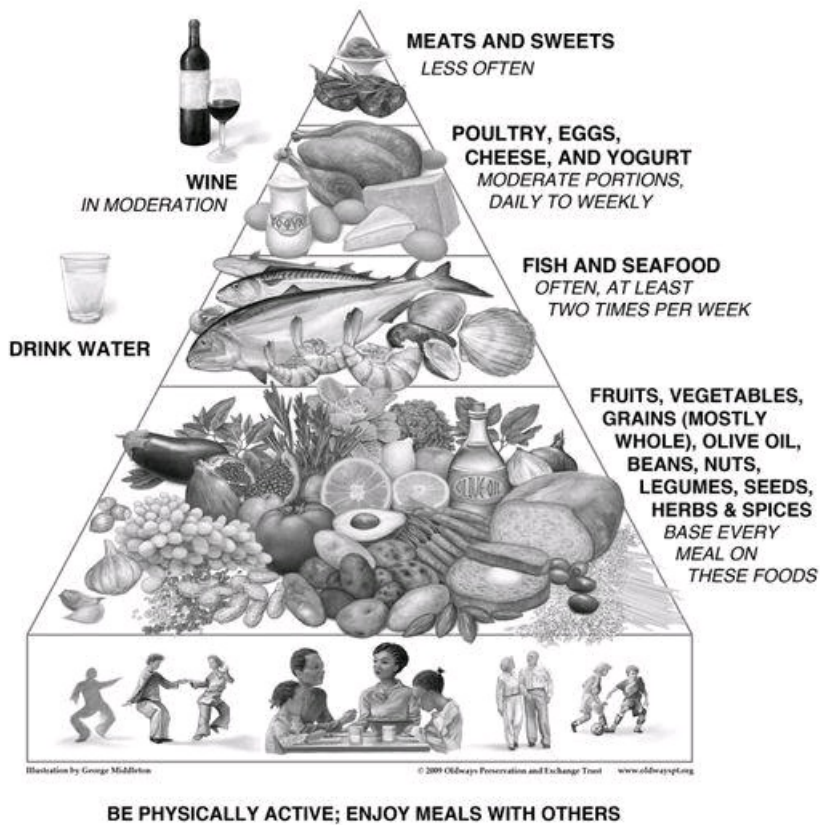 MEATS AND SWEETS
LESS OFTEN
POULTRY, EGGS,
CHEESE, AND YOGURT
MODERATE PORTIONS,
DAILY TO WEEKLY
WINE
IN MODERATION
YOGURT
FISH AND SEAFOOD
OFTEN, AT LEAST
TWO TIMES PER WEEK
DRINK WATER
FRUITS, VEGETABLES,
GRAINS (MOSTLY
WHOLE), OLIVE OIL,
BEANS, NUTS,
LEGUMES, SEEDS,
HERBS & SPICES
BASE EVERY
MEAL ON
THESE FOODS
OLIVE OIL
Illustration by George Middleton
© 2009 Oldways Preservation and Exchange Trust www.oldwayspt.org
BE PHYSICALLY ACTIVE; ENJOY MEALS WITH OTHERS